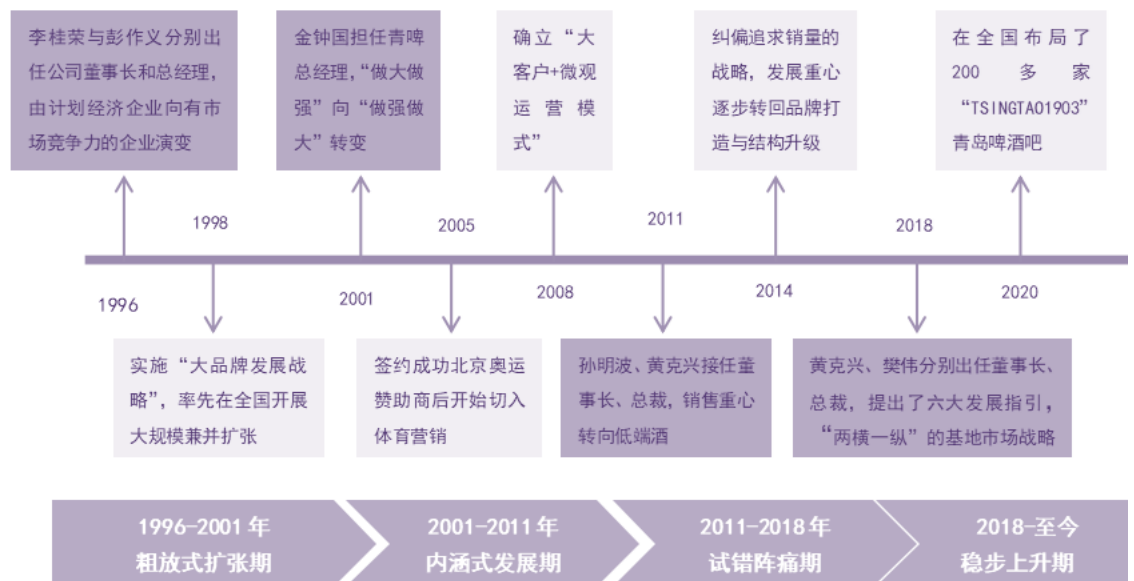 李桂荣与彭作义分别出
任公司董事长和总经理，
由计划经济企业向有市
场竞争力的企业演变
金钟国担任青啤
总经理，“做大做
强”向“做强做
大”转变
确立“大
客户+微观
运营模
式”
纠偏追求销量的
战略，发展重心
逐步转回品牌打
造与结构升级
在全国布局了
200多家
“TSINGTAO1903”
青岛啤酒吧
1998
2005
2011
2018
1996
2001
2008
2014
2020
实施“大品牌发展战
略”，率先在全国开展
大规模兼并扩张
签约成功北京奥运
赞助商后开始切入
体育营销
孙明波、黄克兴接任董
事长、总裁，销售重心
转向低端酒
黄克兴、樊伟分别出任董事长、
总裁，提出了六大发展指引，
“两横一纵”的基地市场战略
1996-2001年
粗放式扩张期
2001-2011年
内涵式发展期
2011-2018年
试错阵痛期
2018-至今
稳步上升期